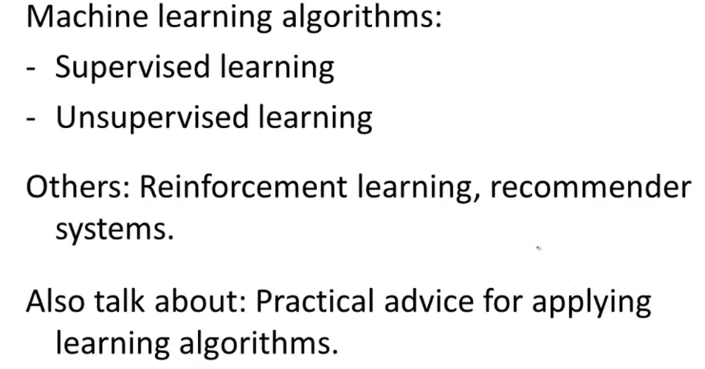 Machine learning algorithms:
- Supervised learning
- Unsupervised learning
Others: Reinforcement learning, recommender
systems.
Also talk about: Practical advice for applying
learning algorithms.